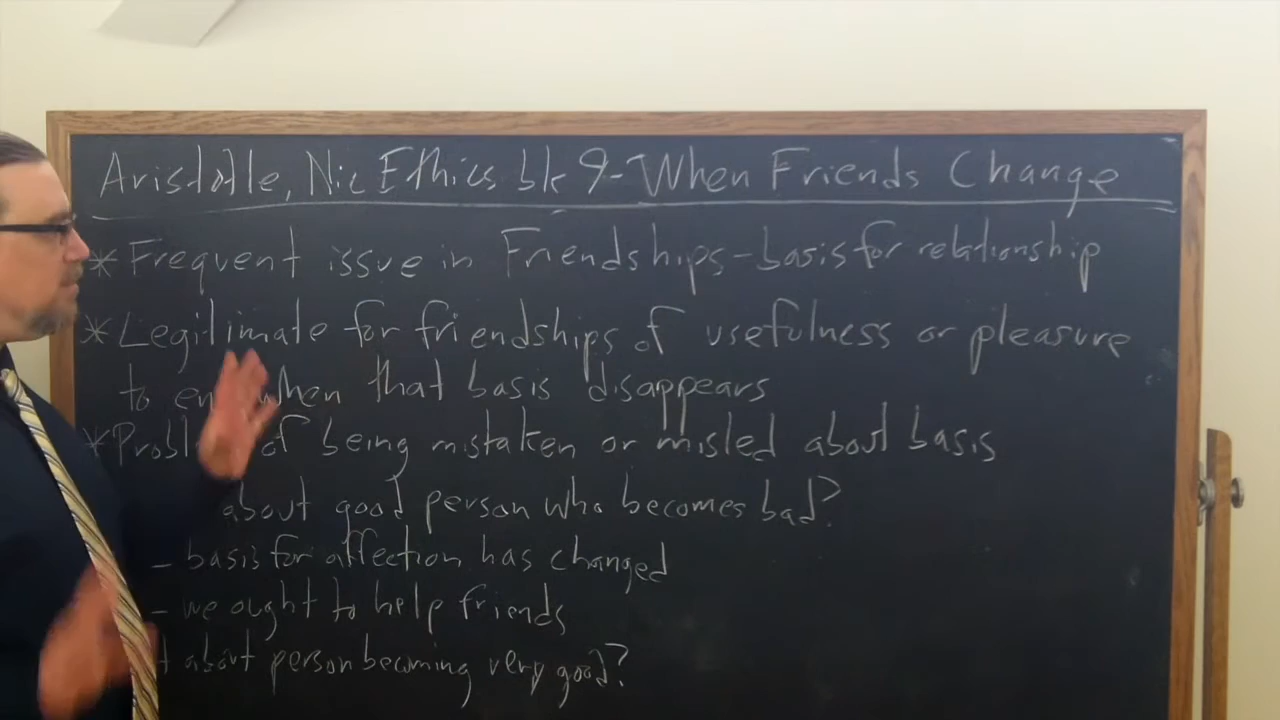 Aristotle, Nic Ethics bk 9 - When Friends Change
* Frequent issue in Friendships - basis for relationship
* Legitimate for friendships of usefulness or pleasure
to en when that basis disappears
* Probl of being mistaken or misled about basis
about good person who becomes bad?
- basis for affection has changed
- we ought to help friends
t about person becoming very good?